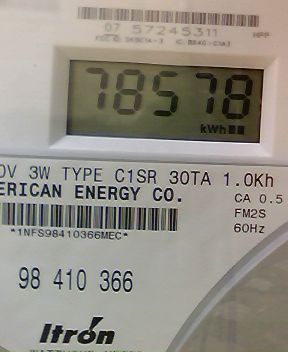 07 57245311
78578
kWh
0V 3W TYPE C1SR 30TA 1.0Kh
ERICAN ENERGY CO.
CA 0.5
FM2S
*1NFS98410366MEC*
60Hz
98 410 366
Itrón